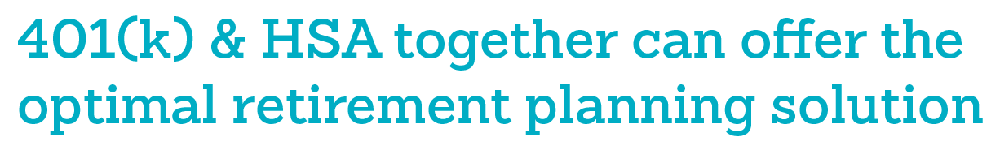 401(k) & HSA together can offer the
optimal retirement planning solution